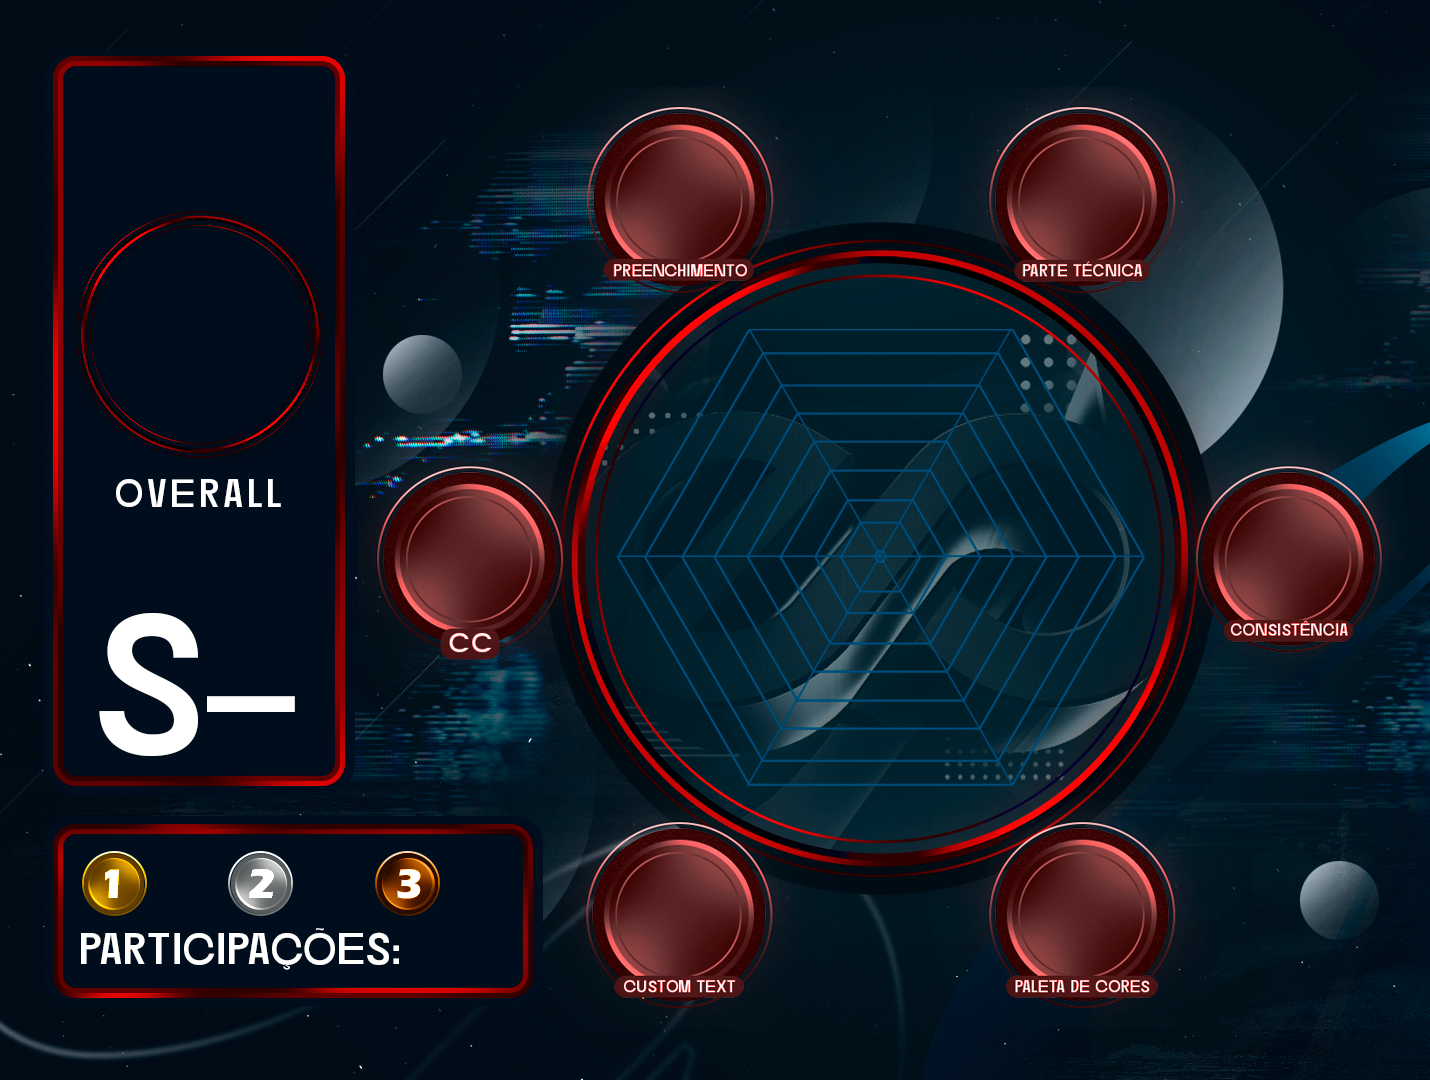 PREENCHIMENTO
PARTE TÉCNICA
OVERALL
CC
CONSISTÊNCIA
S-
1
2
3
PARTICIPAÇÕES:
CUSTOM TEXT
PALETA DE CORES